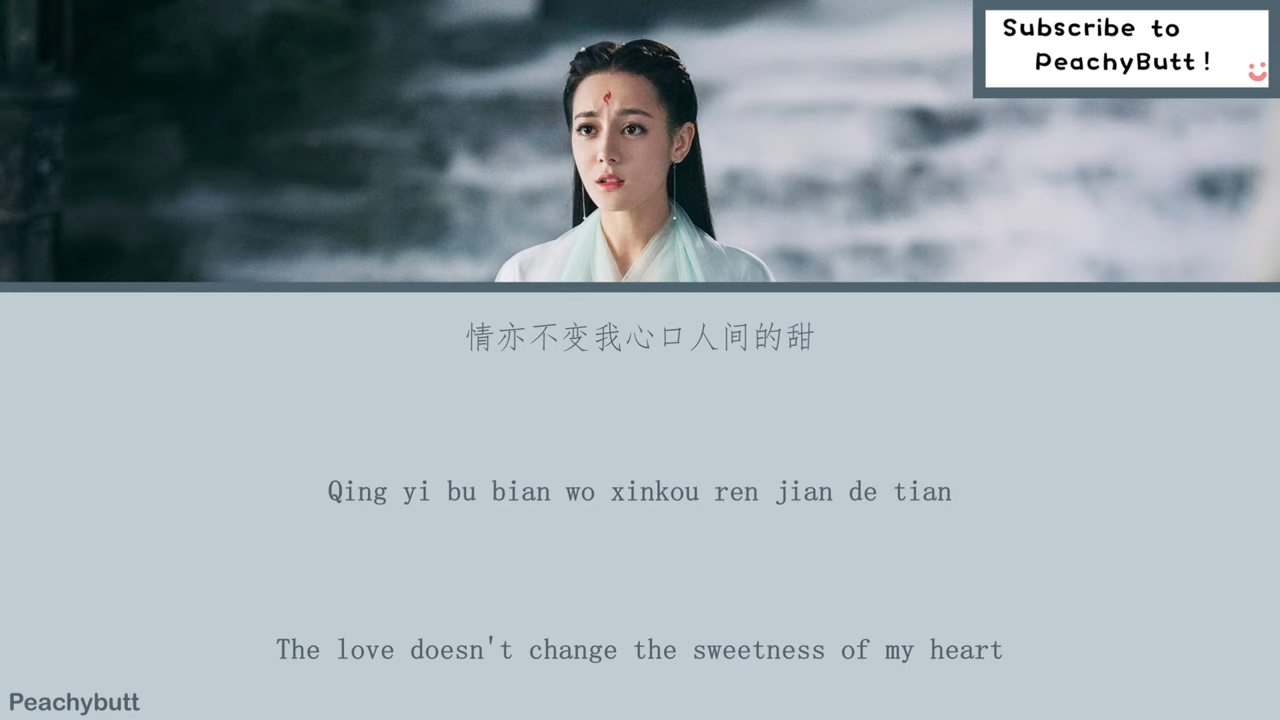 Subscribe to
PeachyButt!
情亦不变我心口人间的甜
Qing yi bu bian wo xinkou ren jian de tian
The love doesn't change the sweetness of my heart
Peachybutt